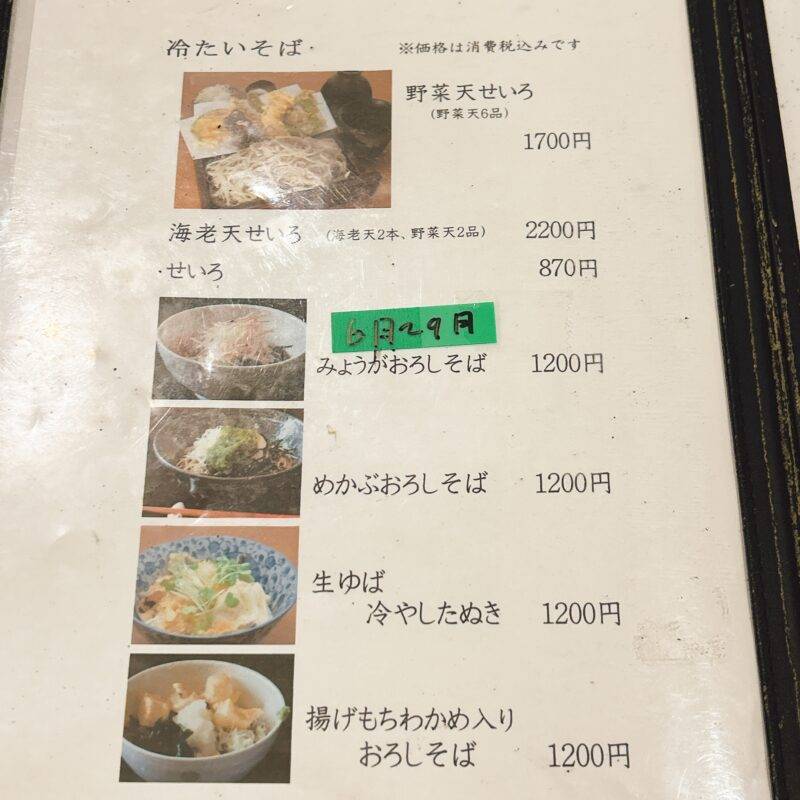 冷たいそば
※価格は消費税込みです
野菜天せいろ
(野菜天6品)
1700円
海老天せいろ (海老天2本、野菜天2品) 2200円
せいろ 870円
6月29日
みょうがおろしそば 1200円
めかぶおろしそば 1200円
生ゆば
冷やしたぬき 1200円
揚げもちわかめ入り
おろしそば 1200円